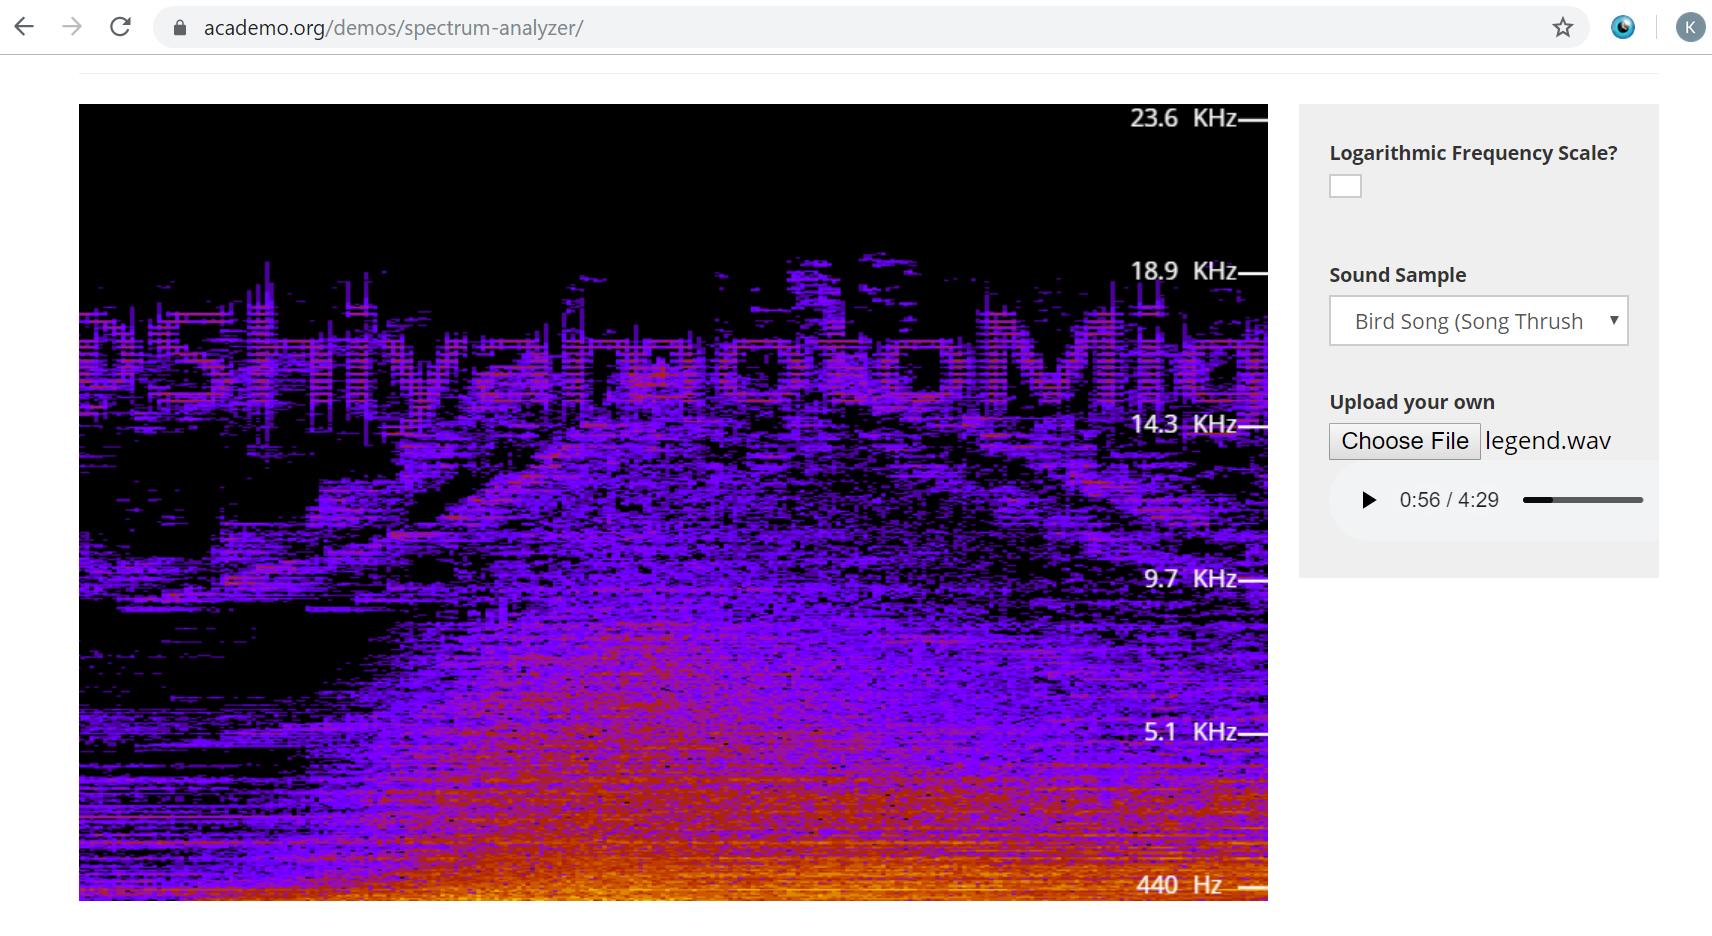 academo.org/demos/spectrum-analyzer/
K
23.6 KHz
18.9 KHz
14.3 KHz
9.7 KHz
5.1 KHz
440 Hz
Logarithmic Frequency Scale?
Sound Sample
Bird Song (Song Thrush
Upload your own
Choose File legend.wav
0:56 / 4:29